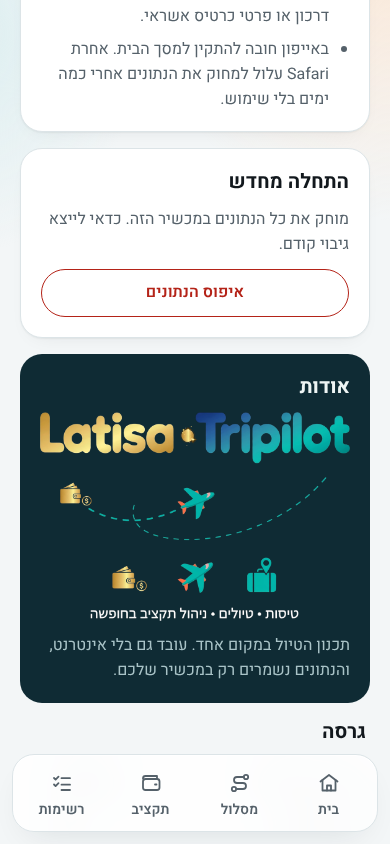 דרכון או פרטי כרטיס אשראי.
• באייפון חובה להתקין למסך הבית. אחרת
Safari עלול למחוק את הנתונים אחרי כמה
ימים בלי שימוש.
התחלה מחדש
מוחק את כל הנתונים במכשיר הזה. כדאי לייצא
גיבוי קודם.
איפוס הנתונים
אודות
Latisa Tripilot
טיסות • טיולים • ניהול תקציב בחופשה
תכנון הטיול במקום אחד. עובד גם בלי אינטרנט,
והנתונים נשמרים רק במכשיר שלכם.
גרסה
בית
מסלול
תקציב
רשימות